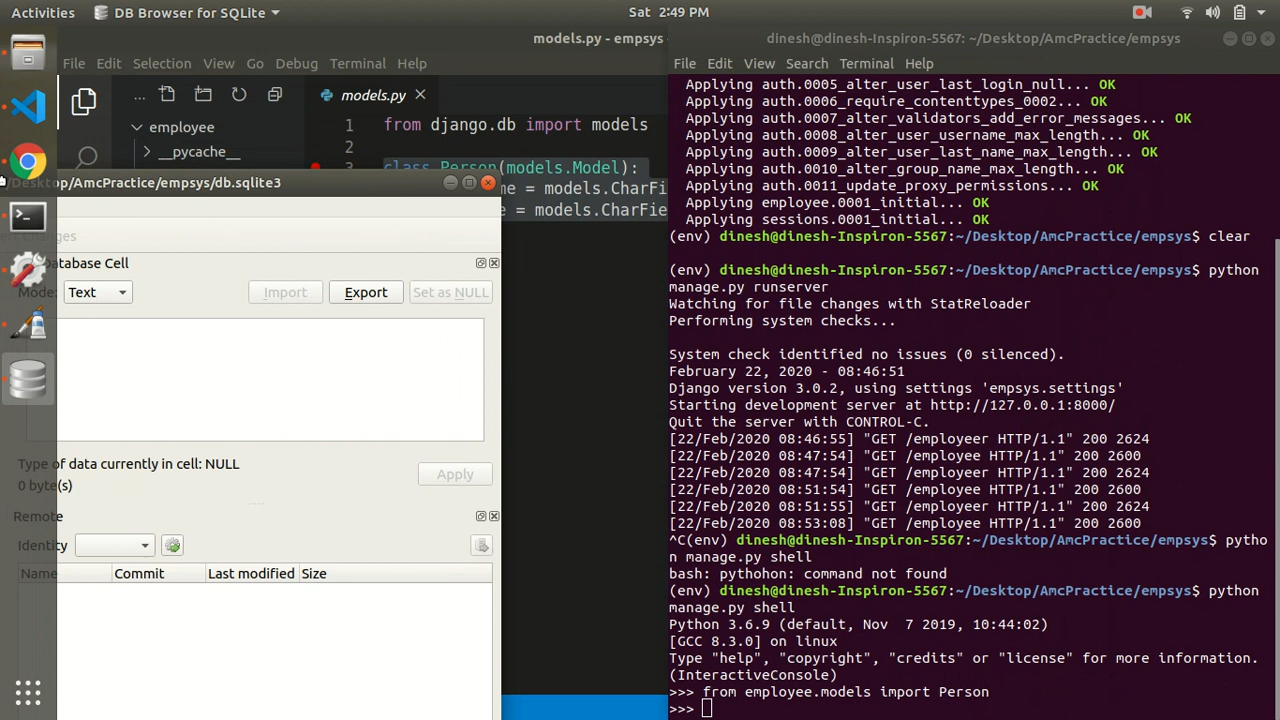 Activities
DB Browser for SQLite
Sat 2:49 PM
models.py - empsys
File Edit Selection View Go Debug Terminal Help
models.py
employee
__pycache__
1 from django.db import models
2
3 class Person(models.Model):
= models.CharFi
= models.CharFie
/Desktop/AmcPractice/empsys/db.sqlite3
Changes
Database Cell
Mode: Text
Import
Export
Set as NULL
Type of data currently in cell: NULL
0 byte(s)
Apply
Remote
Identity
Name Commit Last modified Size
dinesh@dinesh-Inspiron-5567: ~/Desktop/AmcPractice/empsys
File Edit View Search Terminal Help
Applying auth.0005_alter_user_last_login_null... OK
Applying auth.0006_require_contenttypes_0002... OK
Applying auth.0007_alter_validators_add_error_messages... OK
Applying auth.0008_alter_user_username_max_length... OK
Applying auth.0009_alter_user_last_name_max_length... OK
Applying auth.0010_alter_group_name_max_length... OK
Applying auth.0011_update_proxy_permissions... OK
Applying employee.0001_initial... OK
Applying sessions.0001_initial... OK
(env) dinesh@dinesh-Inspiron-5567:~/Desktop/AmcPractice/empsys$ clear
(env) dinesh@dinesh-Inspiron-5567:~/Desktop/AmcPractice/empsys$ python
manage.py runserver
Watching for file changes with StatReloader
Performing system checks...
System check identified no issues (0 silenced).
February 22, 2020 - 08:46:51
Django version 3.0.2, using settings 'empsys.settings'
Starting development server at http://127.0.0.1:8000/
Quit the server with CONTROL-C.
[22/Feb/2020 08:46:55] "GET /employeer HTTP/1.1" 200 2624
[22/Feb/2020 08:47:54] "GET /employee HTTP/1.1" 200 2600
[22/Feb/2020 08:47:54] "GET /employeer HTTP/1.1" 200 2624
[22/Feb/2020 08:51:54] "GET /employee HTTP/1.1" 200 2600
[22/Feb/2020 08:51:55] "GET /employeer HTTP/1.1" 200 2624
[22/Feb/2020 08:53:08] "GET /employee HTTP/1.1" 200 2600
^C(env) dinesh@dinesh-Inspiron-5567:~/Desktop/AmcPractice/empsys$ pytho
n manage.py shell
bash: pythohon: command not found
(env) dinesh@dinesh-Inspiron-5567:~/Desktop/AmcPractice/empsys$ python
manage.py shell
Python 3.6.9 (default, Nov  7 2019, 10:44:02)
[GCC 8.3.0] on linux
Type "help", "copyright", "credits" or "license" for more information.
(InteractiveConsole)
>>> from employee.models import Person
>>>